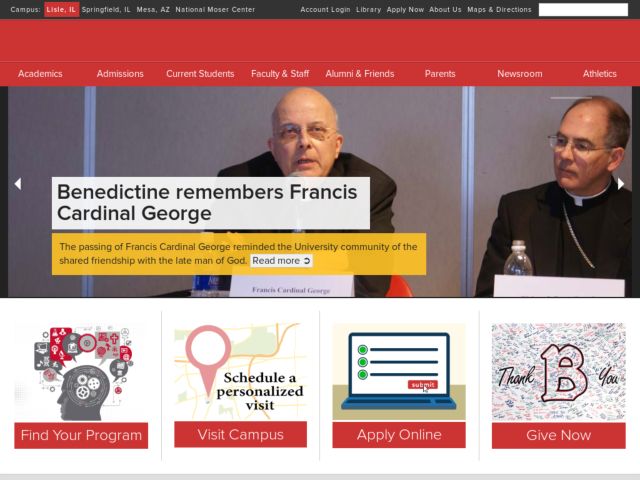 Campus: Lisle, IL Springfield, IL Mesa, AZ National Moser Center Account Login Library Apply Now About Us Maps & Directions
Academics Admissions Current Students Faculty & Staff Alumni & Friends Parents Newsroom Athletics
Benedictine remembers Francis
Cardinal George
The passing of Francis Cardinal George reminded the University community of the
shared friendship with the late man of God. Read more
Francis Cardinal George
Schedule a
personalized
visit
submit
Thank B You
Find Your Program
Visit Campus
Apply Online
Give Now